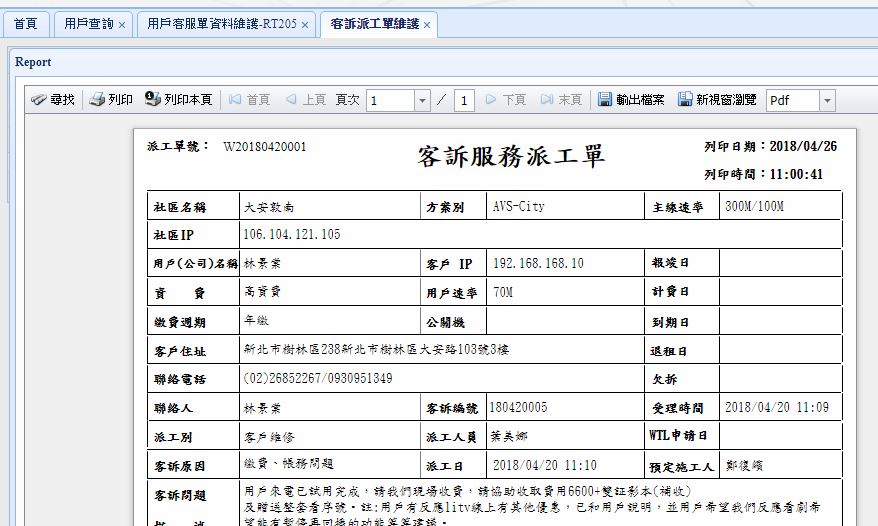 首頁 用戶查詢 × 用戶客服單資料維護-RT205 × 客訴派工單維護 ×
Report
尋找 列印 列印本頁 首頁 上頁 頁次 1 / 1 下頁 末頁 輸出檔案 新視窗瀏覽 Pdf
派工單號： W20180420001 客訴服務派工單 列印日期：2018/04/26
列印時間：11:00:41
社區名稱 大安敦南 方案別 AVS-City 主線速率 300M/100M
社區IP 106.104.121.105
用戶(公司)名稱 林景業 客戶 IP 192.168.168.10 報竣日
資 費 高資費 用戶速率 70M 計費日
繳費週期 年繳 公關機 到期日
客戶住址 新北市樹林區238新北市樹林區大安路103號3樓 退租日
聯絡電話 (02)26852267/0930951349 欠拆
聯絡人 林景業 客訴編號 180420005 受理時間 2018/04/20 11:09
派工別 客戶維修 派工人員 葉美娜 WTL申請日
客訴原因 繳費、帳務問題 派工日 2018/04/20 11:10 預定施工人 鄭復繽
客訴問題 用戶來電已試用完成，請我們現場收費，請協助收取費用6600+雙証影本(補收)
及贈送整套看序號。註:用戶有反應litv線上有其他優惠，已和用戶說明，並用戶希望我們反應看劇希
望能有暫停再回播的功能等等建議。